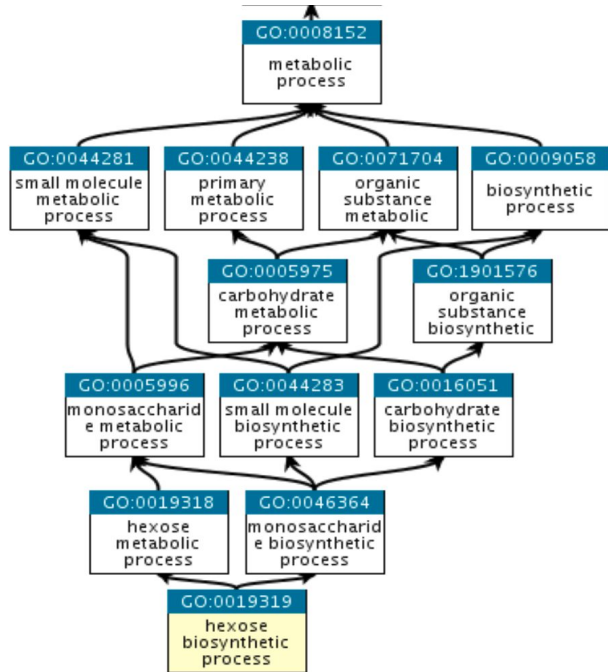 GO:0008152
metabolic
process
GO:0044281
small molecule
metabolic
process
GO:0044238
primary
metabolic
process
GO:0071704
organic
substance
metabolic
GO:0009058
biosynthetic
process
GO:0005975
carbohydrate
metabolic
process
GO:1901576
organic
substance
biosynthetic
GO:0005996
monosaccharid
e metabolic
process
GO:0044283
small molecule
biosynthetic
process
GO:0016051
carbohydrate
biosynthetic
process
GO:0019318
hexose
metabolic
process
GO:0046364
monosaccharid
e biosynthetic
process
GO:0019319
hexose
biosynthetic
process